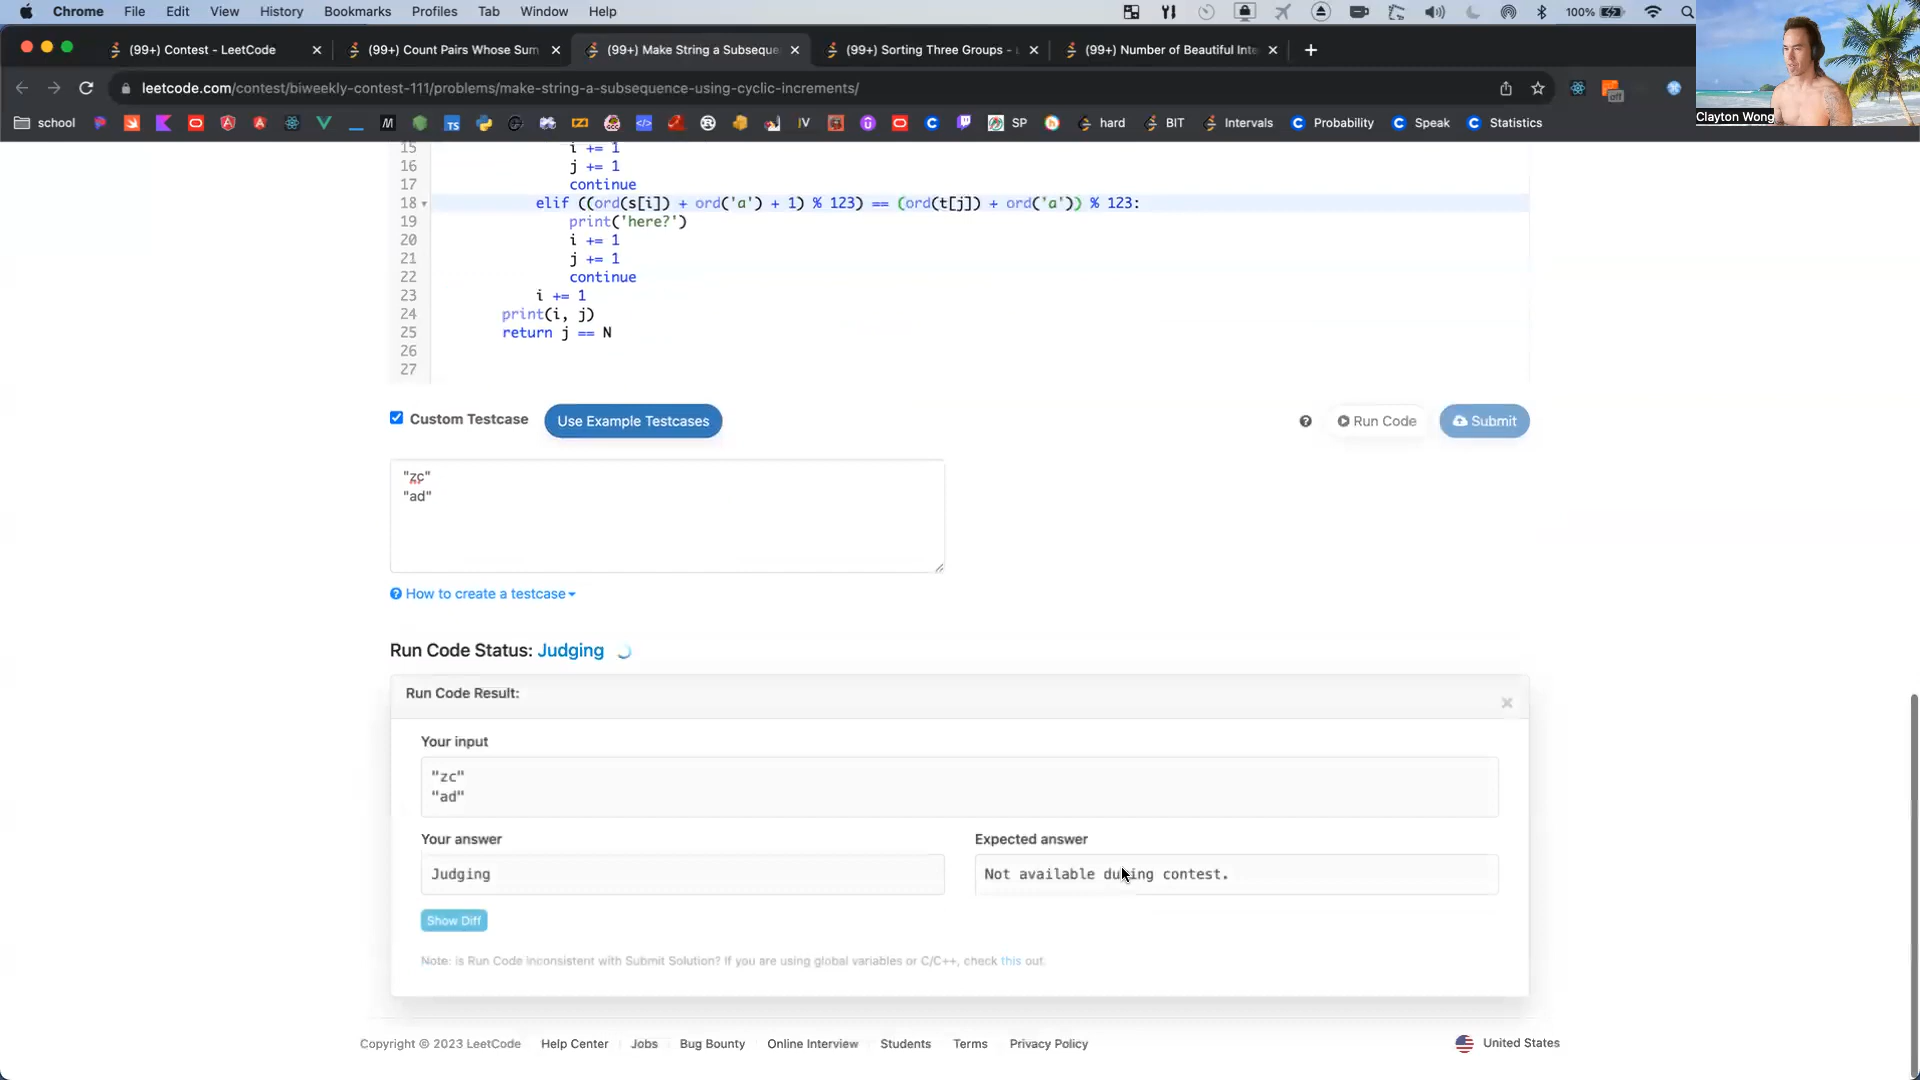 Chrome File Edit View History Bookmarks Profiles Tab Window Help 100%
(99+) Contest - LeetCode (99+) Count Pairs Whose Sum (99+) Make String a Subseque (99+) Sorting Three Groups - (99+) Number of Beautiful Inte
leetcode.com/contest/biweekly-contest-111/problems/make-string-a-subsequence-using-cyclic-increments/ off
Clayton Wong
school TS IV SP hard BIT Intervals Probability Speak Statistics
15 i += 1
16 j += 1
17 continue
18 elif ((ord(s[i]) + ord('a') + 1) % 123) == (ord(t[j]) + ord('a')) % 123:
19 print('here?')
20 i += 1
21 j += 1
22 continue
23 i += 1
24 print(i, j)
25 return j == N
26
27
Custom Testcase Use Example Testcases Run Code Submit
"zc"
"ad"
How to create a testcase
Run Code Status: Judging
Run Code Result:
Your input
"zc"
"ad"
Your answer Expected answer
Judging Not available during contest.
Show Diff
Note: is Run Code inconsistent with Submit Solution? If you are using global variables or C/C++, check this out.
Copyright © 2023 LeetCode Help Center Jobs Bug Bounty Online Interview Students Terms Privacy Policy United States